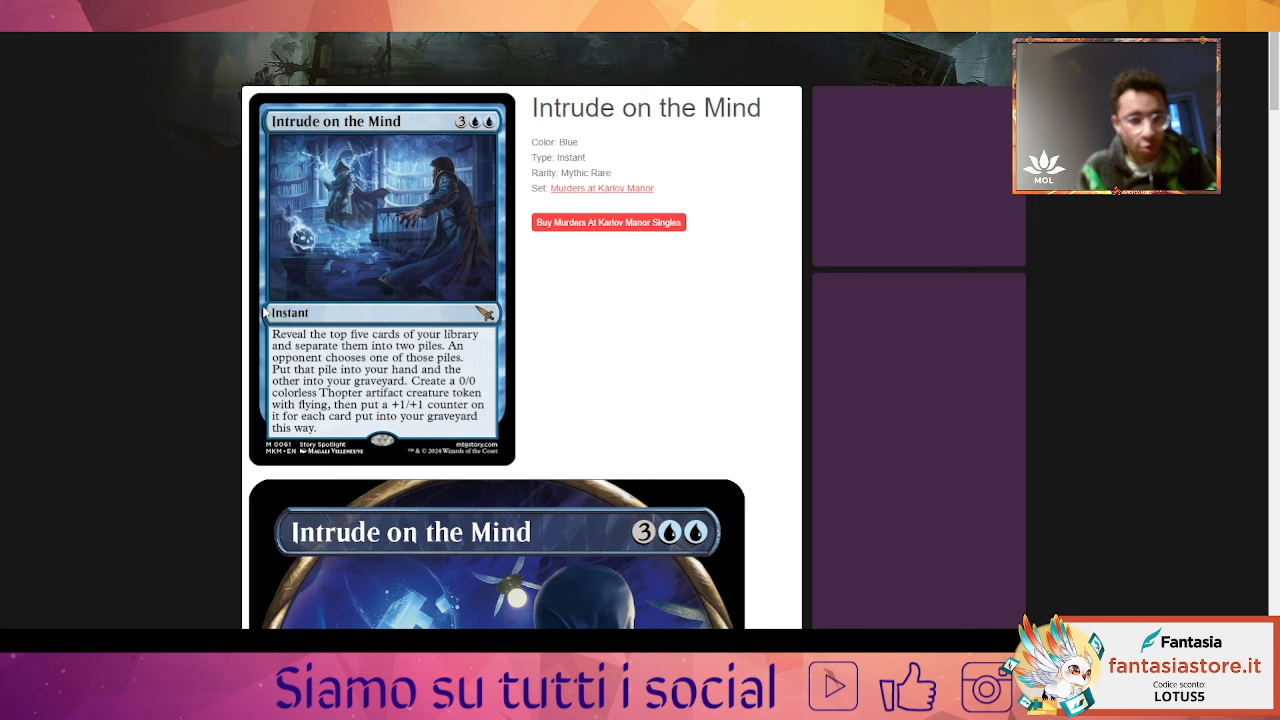 Intrude on the Mind
Intrude on the Mind
Color: Blue
Type: Instant
Rarity: Mythic Rare
Set: Murders at Karlov Manor
Buy Murders At Karlov Manor Singles
Instant
Reveal the top five cards of your library
and separate them into two piles. An
opponent chooses one of those piles.
Put that pile into your hand and the
other into your graveyard. Create a 0/0
colorless Thopter artifact creature token
with flying, then put a +1/+1 counter on
it for each card put into your graveyard
this way.
M 0061 Story Spotlight mtgstory.com
MKM • EN Magali Villeneuve ™ & © 2024 Wizards of the Coast
3
Intrude on the Mind
3
MOL
Siamo su tutti i social
Fantasia
fantasiastore.it
Codice sconto:
LOTUS5